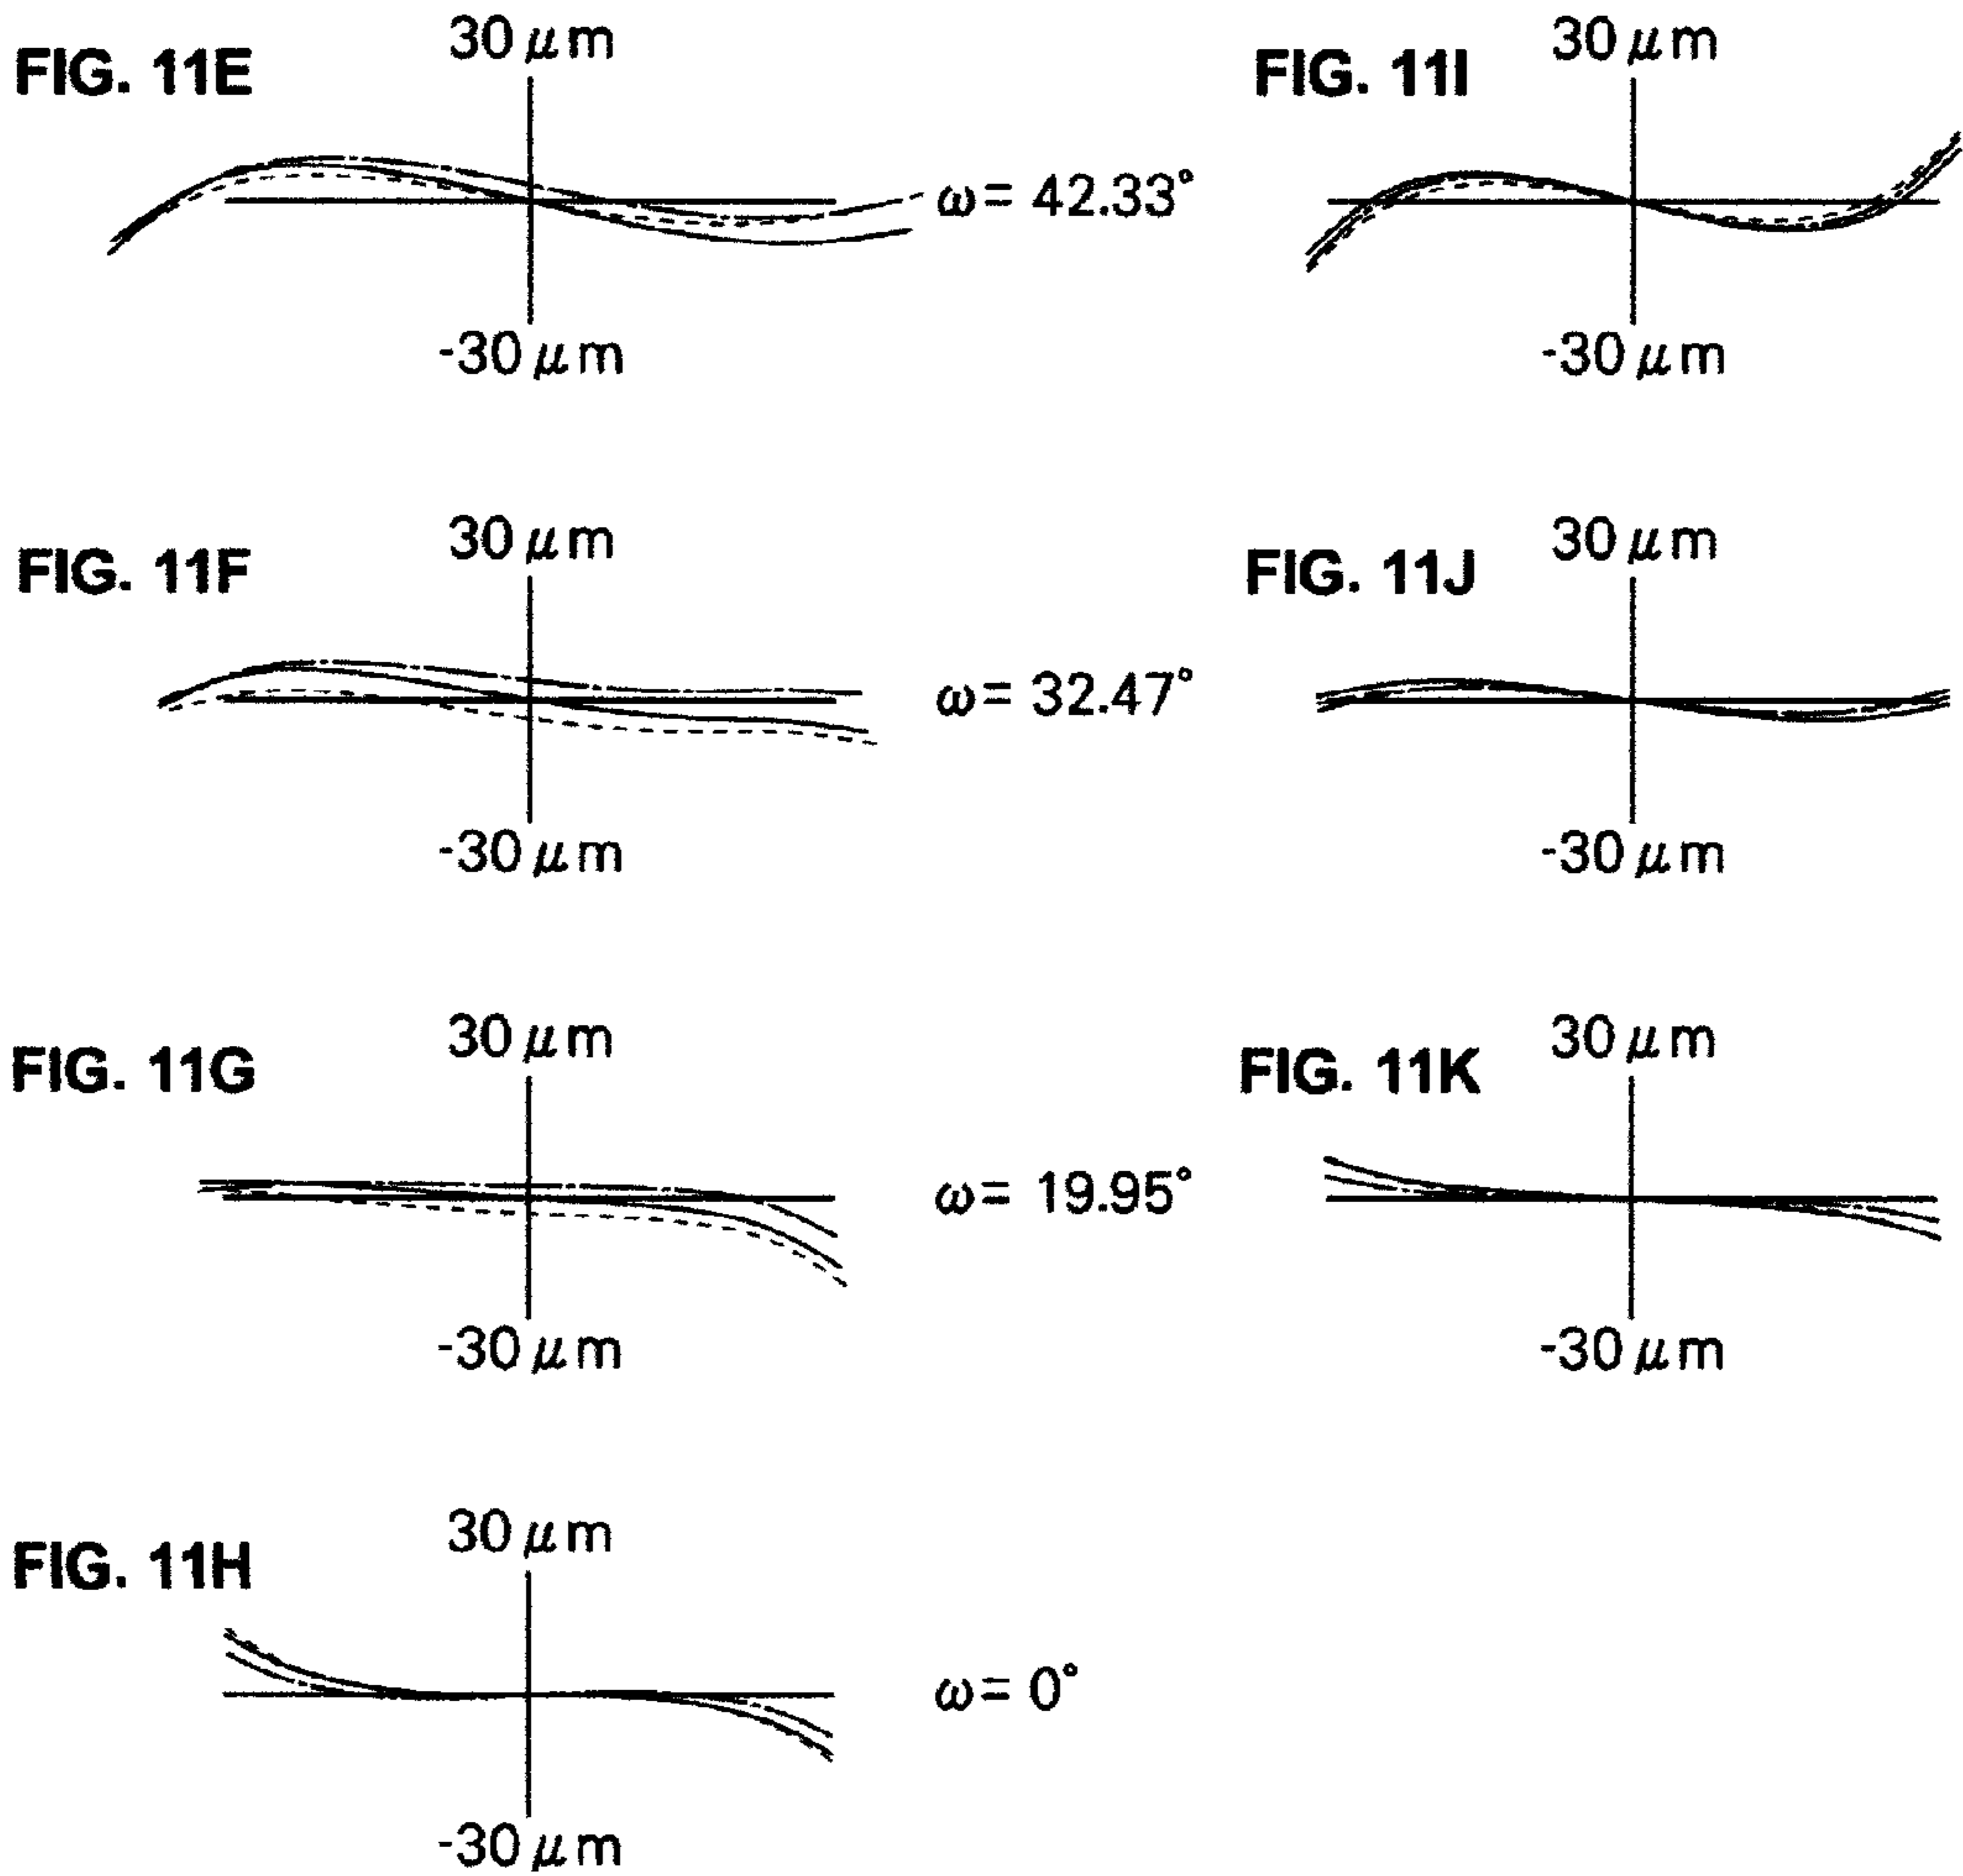 FIG. 11E
30 μm
ω= 42.33°
-30 μm
FIG. 11I
30 μm
-30 μm
FIG. 11F
30 μm
ω= 32.47°
-30 μm
FIG. 11J
30 μm
-30 μm
FIG. 11G
30 μm
ω= 19.95°
-30 μm
FIG. 11K
30 μm
-30 μm
FIG. 11H
30 μm
ω= 0°
-30 μm